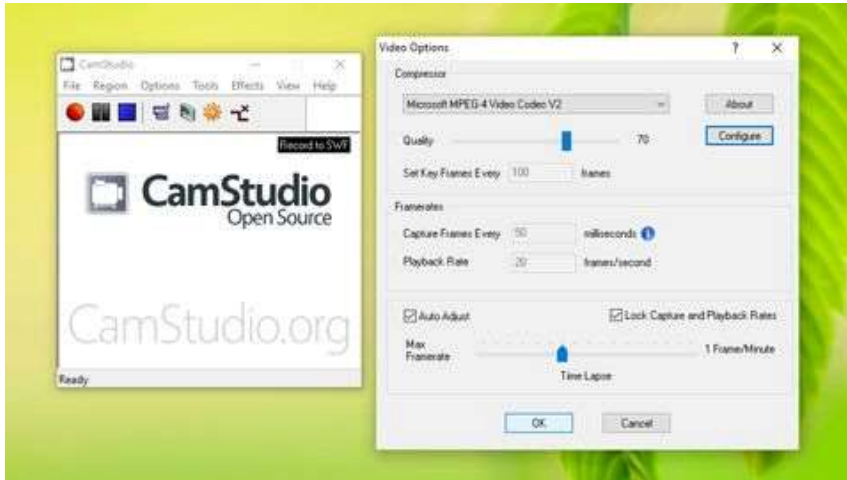 CamStudio
File Region Options Tools Effects View Help
Record to SWF
CamStudio
Open Source
CamStudio.org
Ready
Video Options
Compressor
Microsoft MPEG-4 Video Codec V2
About
Quality 70
Configure
Set Key Frames Every 100 frames
Framerates
Capture Frames Every 50 milliseconds
Playback Rate 20 frames/second
Auto Adjust
Lock Capture and Playback Rates
Max
Framerate
1 Frame/Minute
Time Lapse
OK Cancel